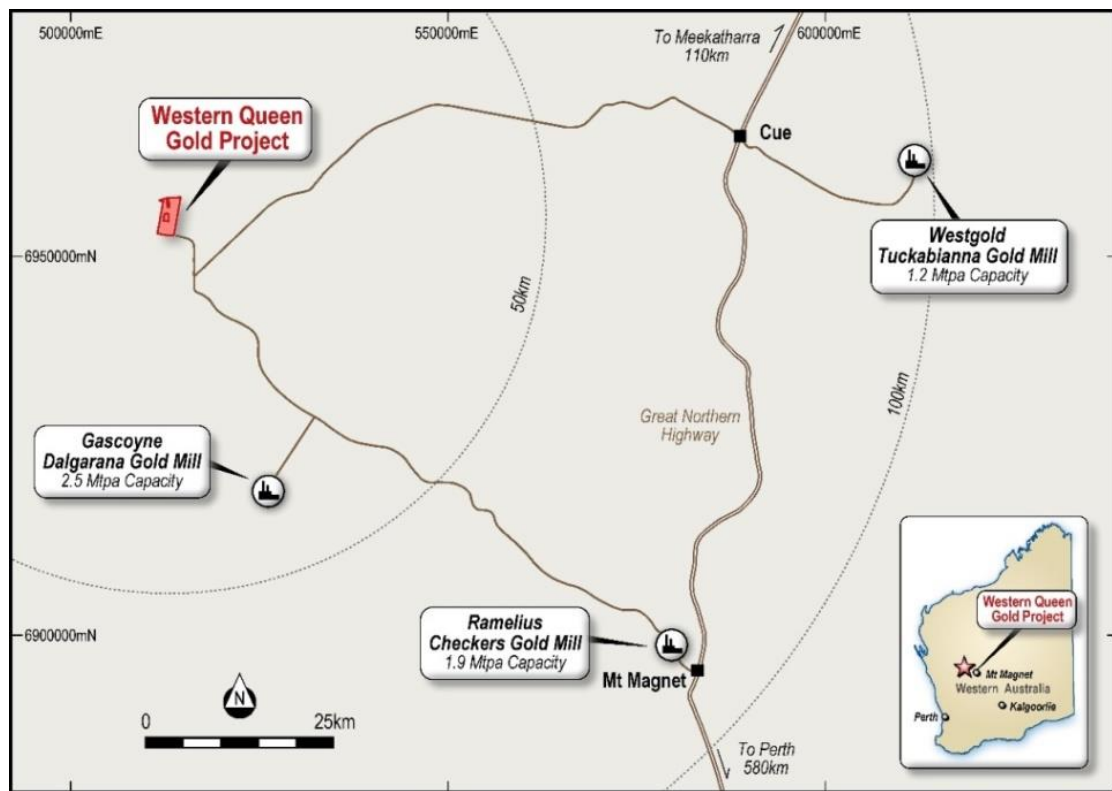 500000mE
550000mE
600000mE
To Meekatharra
110km
Western Queen
Gold Project
Cue
Westgold
Tuckabianna Gold Mill
1.2 Mtpa Capacity
6950000mN
50km
100km
Great Northern
Highway
Gascoyne
Dalgarana Gold Mill
2.5 Mtpa Capacity
6900000mN
Ramelius
Checkers Gold Mill
1.9 Mtpa Capacity
Mt Magnet
N
0
25km
To Perth
580km
Western Queen
Gold Project
Mt Magnet
Western Australia
Kalgoorlie
Perth